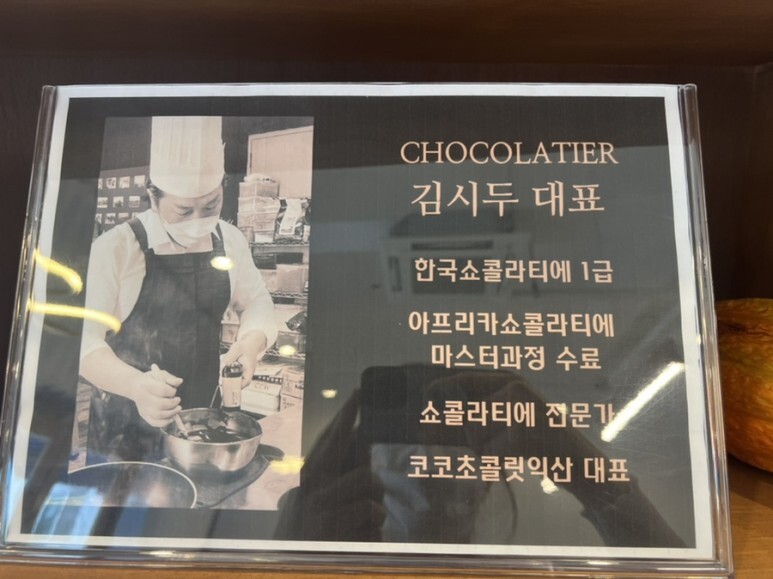 CHOCOLATIER
김시두 대표
한국쇼콜라티에 1급
아프리카쇼콜라티에
마스터과정 수료
쇼콜라티에 전문가
코코초콜릿익산 대표